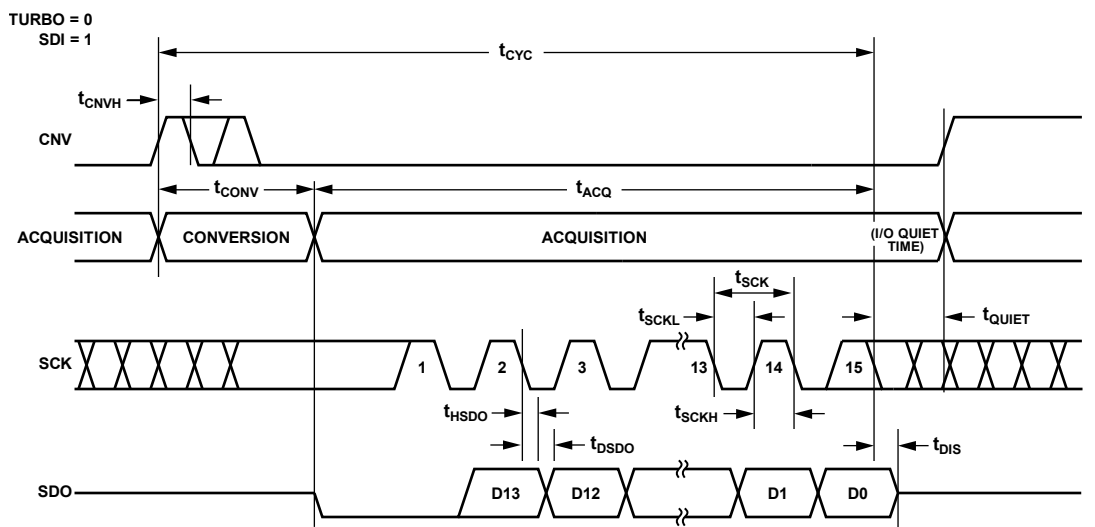 TURBO = 0
SDI = 1
tCYC
tCNVH
CNV
tCONV
tACQ
ACQUISITION
CONVERSION
ACQUISITION
(I/O QUIET
TIME)
tSCK
tSCKL
tQUIET
SCK
1
2
3
13
14
15
tHSDO
tSCKH
tDSDO
tDIS
SDO
D13
D12
D1
D0